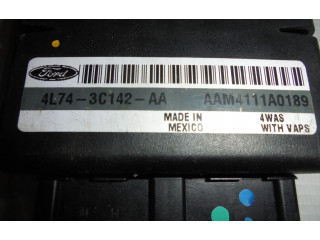 Ford
4L74-3C142-AA AAM4111A0189
MADE IN MEXICO
4WAS WITH VAPS